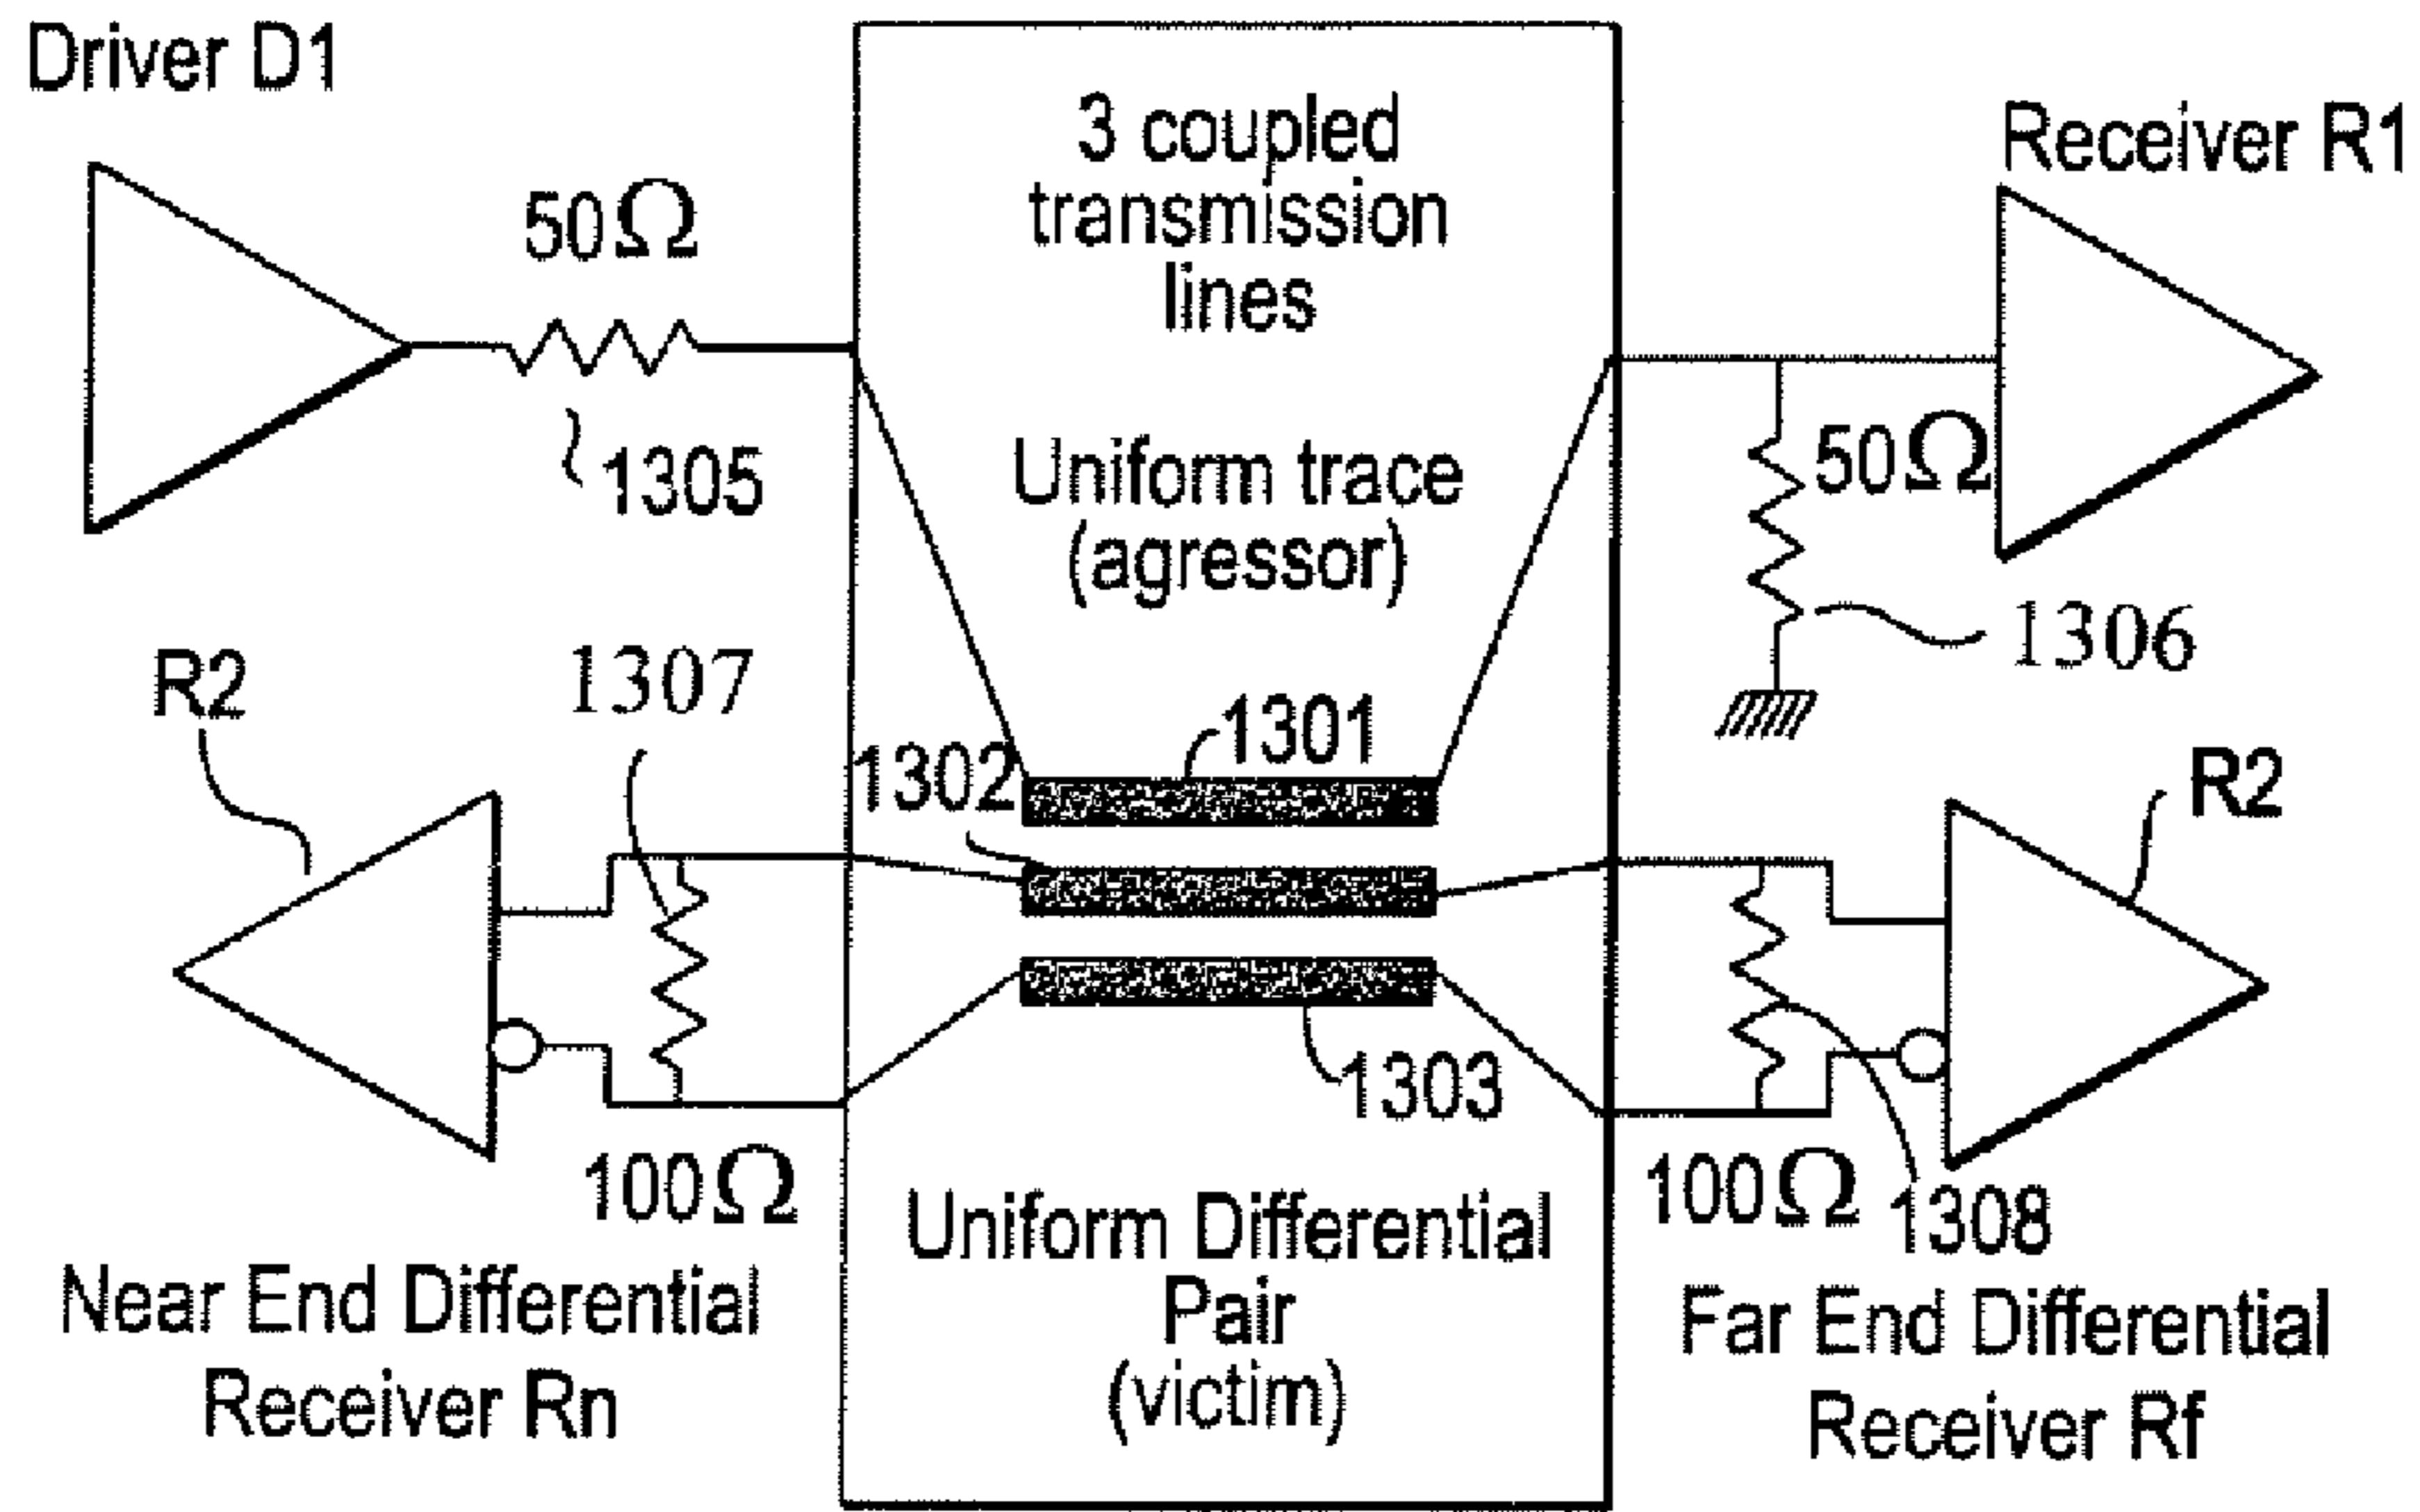 Driver D1
50Ω
1305
3 coupled
transmission
lines
Uniform trace
(agressor)
Receiver R1
50Ω
1306
R2
1307
1302
1301
1303
R2
100Ω
Near End Differential
Receiver Rn
Uniform Differential
Pair
(victim)
100Ω
1308
Far End Differential
Receiver Rf